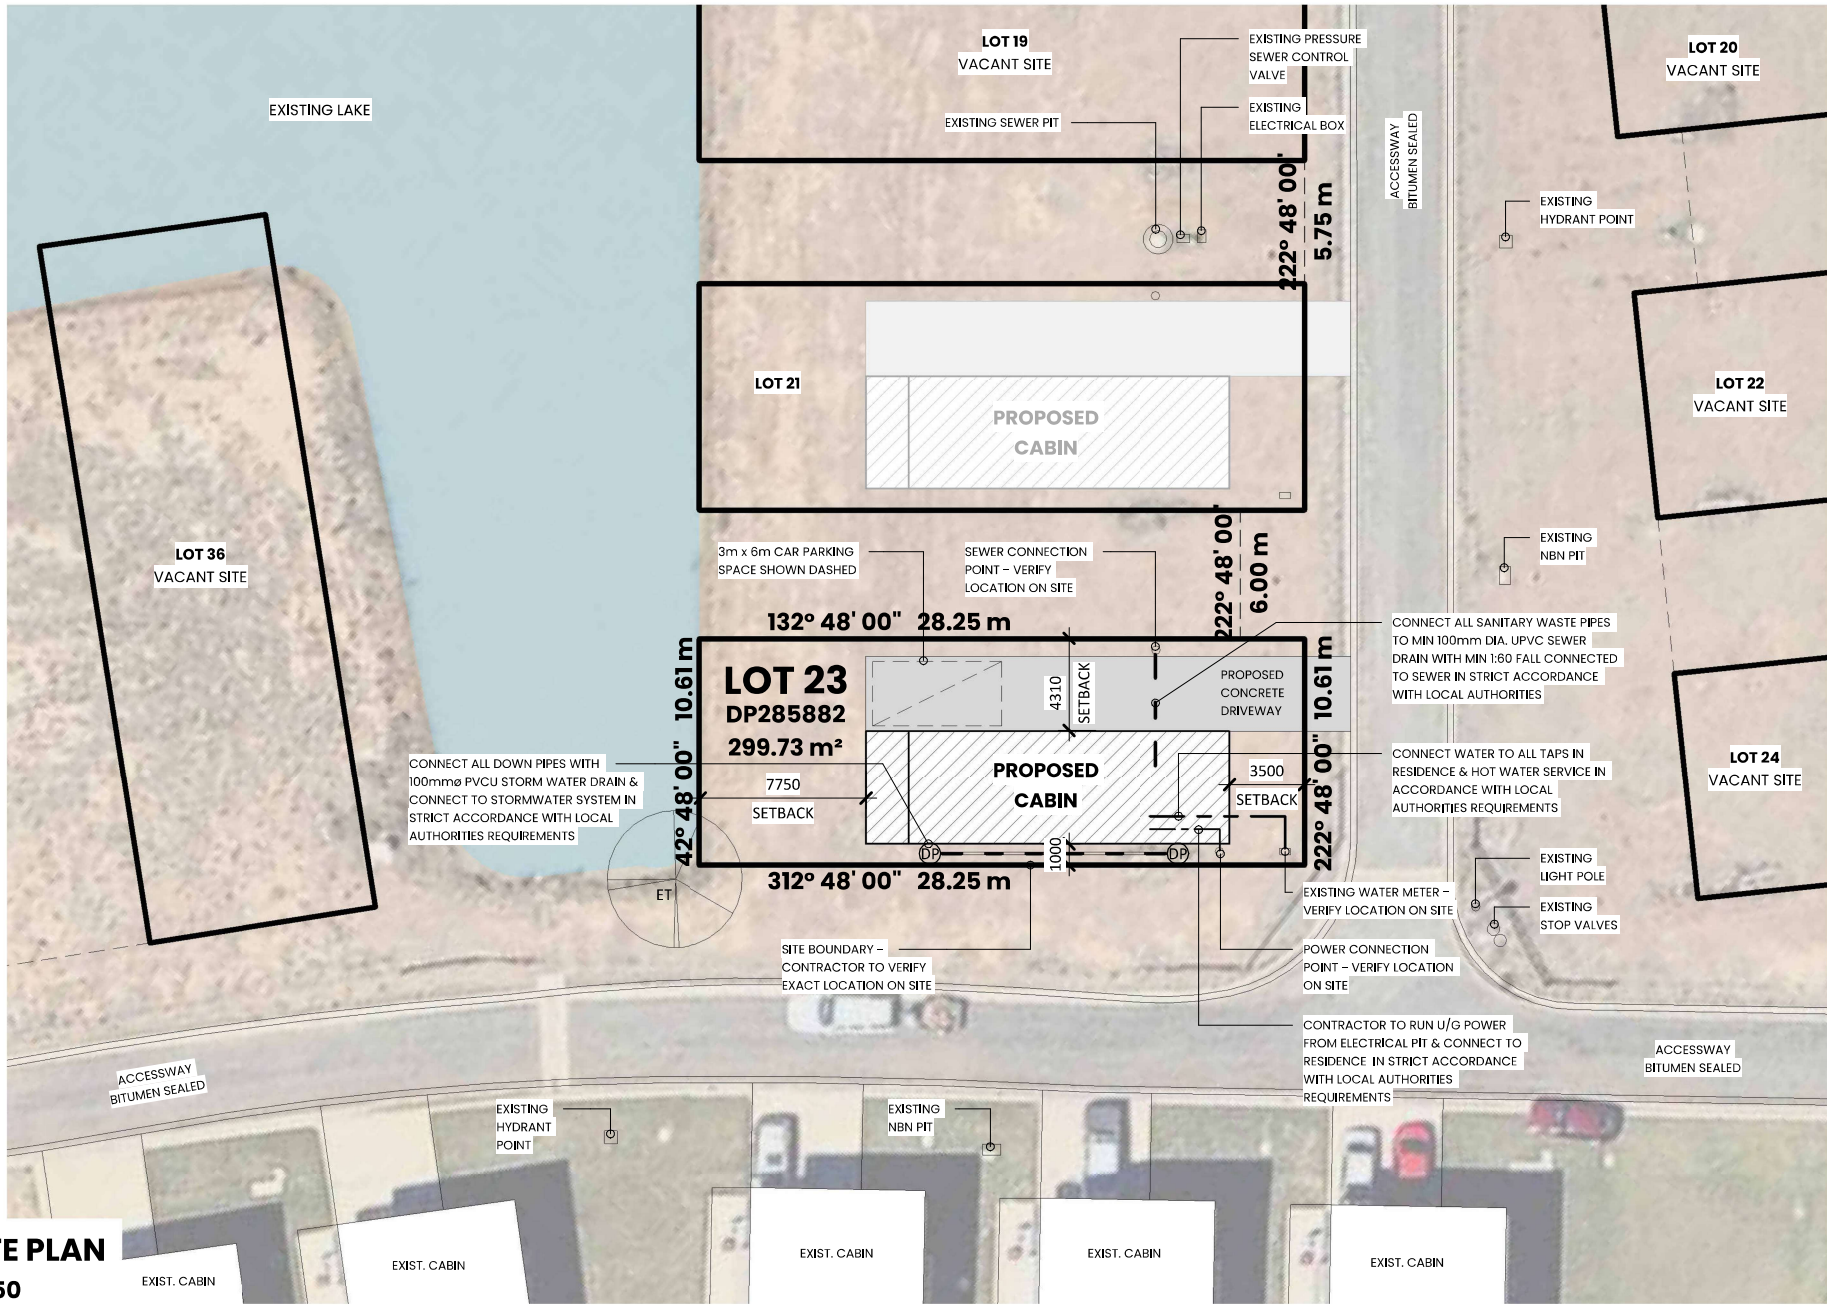 LOT 19
VACANT SITE
EXISTING PRESSURE
SEWER CONTROL
VALVE
LOT 20
VACANT SITE
EXISTING LAKE
EXISTING SEWER PIT
EXISTING
ELECTRICAL BOX
ACCESSWAY
BITUMEN SEALED
222° 48' 00"
5.75 m
EXISTING
HYDRANT POINT
LOT 21
PROPOSED
CABIN
LOT 22
VACANT SITE
LOT 36
VACANT SITE
3m x 6m CAR PARKING
SPACE SHOWN DASHED
SEWER CONNECTION
POINT - VERIFY
LOCATION ON SITE
222° 48' 00"
6.00 m
EXISTING
NBN PIT
132° 48' 00" 28.25 m
CONNECT ALL SANITARY WASTE PIPES
TO MIN 100mm DIA. UPVC SEWER
DRAIN WITH MIN 1:60 FALL CONNECTED
TO SEWER IN STRICT ACCORDANCE
WITH LOCAL AUTHORITIES
42° 48' 00" 10.61 m
LOT 23
DP285882
299.73 m²
4310
SETBACK
PROPOSED
CONCRETE
DRIVEWAY
222° 48' 00" 10.61 m
CONNECT ALL DOWN PIPES WITH
100mmø PVCU STORM WATER DRAIN &
CONNECT TO STORMWATER SYSTEM IN
STRICT ACCORDANCE WITH LOCAL
AUTHORITIES REQUIREMENTS
7750
SETBACK
PROPOSED
CABIN
3500
SETBACK
CONNECT WATER TO ALL TAPS IN
RESIDENCE & HOT WATER SERVICE IN
ACCORDANCE WITH LOCAL
AUTHORITIES REQUIREMENTS
LOT 24
VACANT SITE
DP
1000
DP
312° 48' 00" 28.25 m
ET
EXISTING
LIGHT POLE
EXISTING WATER METER -
VERIFY LOCATION ON SITE
EXISTING
STOP VALVES
SITE BOUNDARY -
CONTRACTOR TO VERIFY
EXACT LOCATION ON SITE
POWER CONNECTION
POINT - VERIFY LOCATION
ON SITE
CONTRACTOR TO RUN U/G POWER
FROM ELECTRICAL PIT & CONNECT TO
RESIDENCE IN STRICT ACCORDANCE
WITH LOCAL AUTHORITIES
REQUIREMENTS
ACCESSWAY
BITUMEN SEALED
ACCESSWAY
BITUMEN SEALED
EXISTING
HYDRANT
POINT
EXISTING
NBN PIT
TE PLAN
50
EXIST. CABIN
EXIST. CABIN
EXIST. CABIN
EXIST. CABIN
EXIST. CABIN